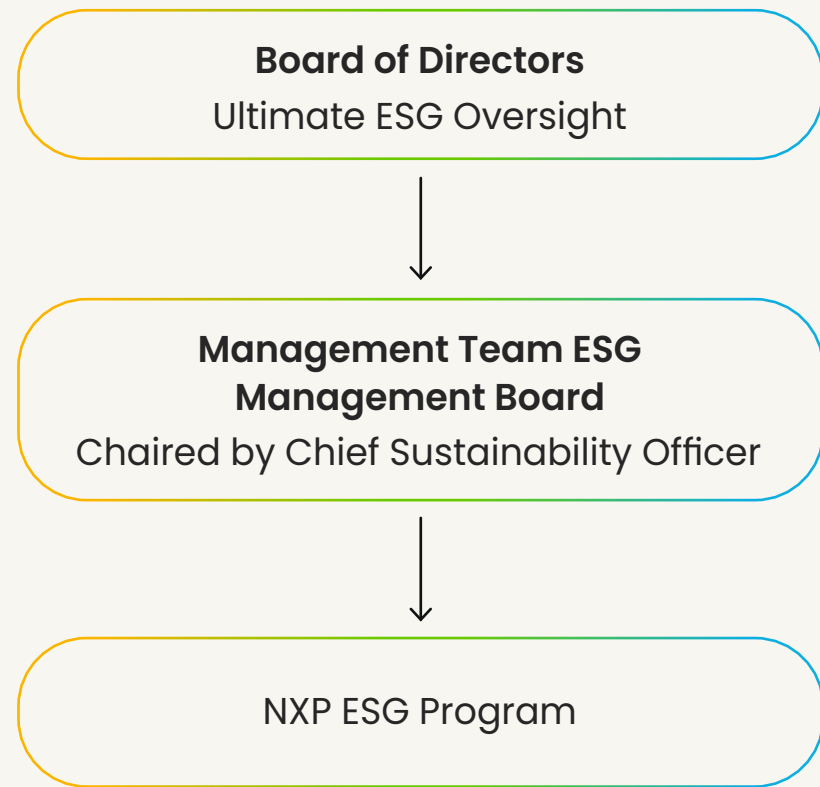 Board of Directors
Ultimate ESG Oversight
Management Team ESG
Management Board
Chaired by Chief Sustainability Officer
NXP ESG Program